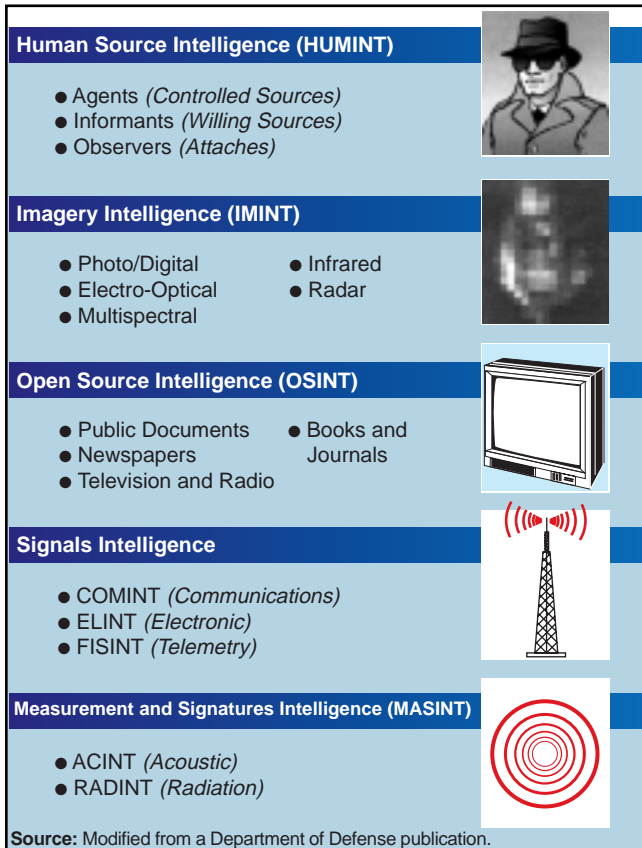 Human Source Intelligence (HUMINT)
● Agents (Controlled Sources)
● Informants (Willing Sources)
● Observers (Attaches)
Imagery Intelligence (IMINT)
● Photo/Digital
● Electro-Optical
● Multispectral
● Infrared
● Radar
Open Source Intelligence (OSINT)
● Public Documents
● Newspapers
● Television and Radio
● Books and
Journals
Signals Intelligence
● COMINT (Communications)
● ELINT (Electronic)
● FISINT (Telemetry)
Measurement and Signatures Intelligence (MASINT)
● ACINT (Acoustic)
● RADINT (Radiation)
Source: Modified from a Department of Defense publication.